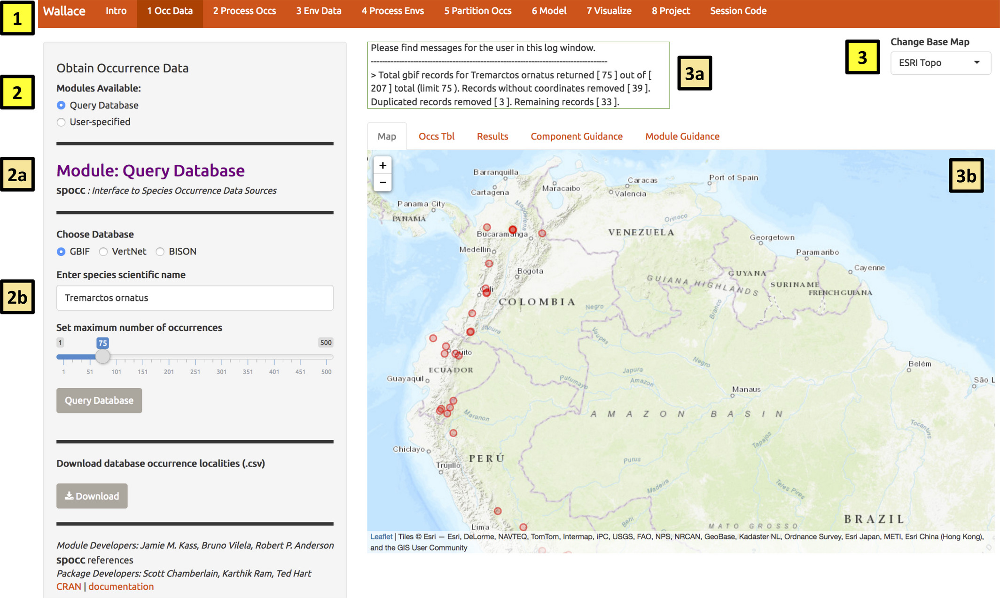 1
Wallace Intro 1 Occ Data 2 Process Occs 3 Env Data 4 Process Envs 5 Partition Occs 6 Model 7 Visualize 8 Project Session Code
2
Obtain Occurrence Data
Modules Available:
Query Database
User-specified
2a
Module: Query Database
spocc : Interface to Species Occurrence Data Sources
Choose Database
GBIF VertNet BISON
Enter species scientific name
2b
Tremarctos ornatus
Set maximum number of occurrences
1 75 500
1 51 101 151 201 251 301 351 401 451 500
Query Database
Download database occurrence localities (.csv)
Download
Module Developers: Jamie M. Kass, Bruno Vilela, Robert P. Anderson
spocc references
Package Developers: Scott Chamberlain, Karthik Ram, Ted Hart
CRAN | documentation
Please find messages for the user in this log window.
--------------------------------------------------------------------------------
> Total gbif records for Tremarctos ornatus returned [ 75 ] out of [
207 ] total (limit 75 ). Records without coordinates removed [ 39 ].
Duplicated records removed [ 3 ]. Remaining records [ 33 ].
3a
3
Change Base Map
ESRI Topo
Map Occs Tbl Results Component Guidance Module Guidance
+
−
3b
Barranquilla
Cartagena
Maracaibo
Caracas
Valencia
Port of Spain
Panama City
PANAMA
Magdalena
Orinoco
Bucaramanga
VENEZUELA
Georgetown
Medellin
Paramaribo
Bogota
Cayenne
GUYANA
GUIANA HIGHLANDS
SURINAME
FRENCH GUIANA
Cali
COLOMBIA
Negro
Branco
Japura
Vaupes
Quito
Negro
ECUADOR
Belém
Guayaquil
Putumayo
Japura
Amazon
São L
Manaus
Maranon
AMAZON BASIN
Tocantins
Tapajos
Chiclayo
PERÚ
Purus
Trujillo
Madeira
Teles Pires
Beni
Lima
MATO GROSSO
BRAZIL
Leaflet | Tiles © Esri — Esri, DeLorme, NAVTEQ, TomTom, Intermap, iPC, USGS, FAO, NPS, NRCAN, GeoBase, Kadaster NL, Ordnance Survey, Esri Japan, METI, Esri China (Hong Kong),
and the GIS User Community